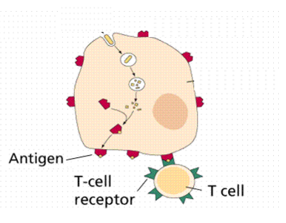 Antigen
T-cell
receptor
T cell